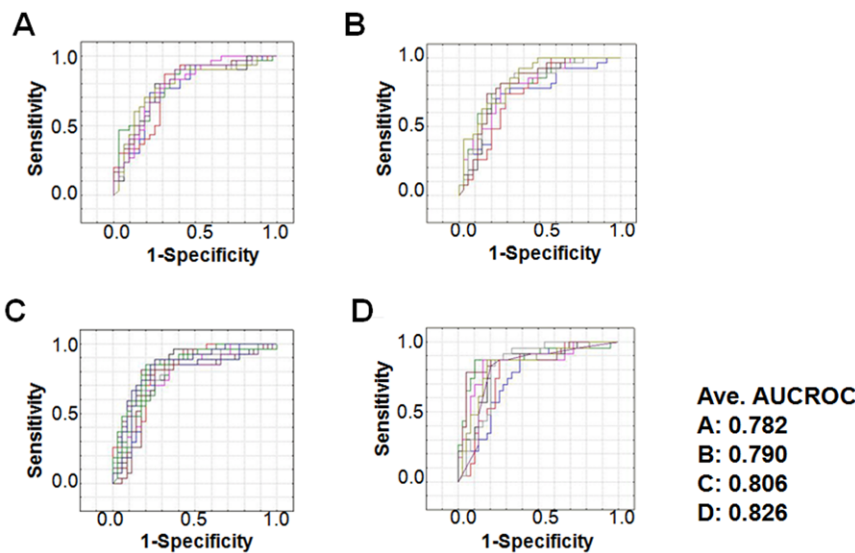 A
1.0
0.5
0.0
Sensitivity
0.0 0.5 1.0
1-Specificity
B
1.0
0.5
0.0
Sensitivity
0.0 0.5 1.0
1-Specificity
C
1.0
0.5
0.0
Sensitivity
0.0 0.5 1.0
1-Specificity
D
1.0
0.5
0.0
Sensitivity
0.0 0.5 1.0
1-Specificity
Ave. AUCROC
A: 0.782
B: 0.790
C: 0.806
D: 0.826